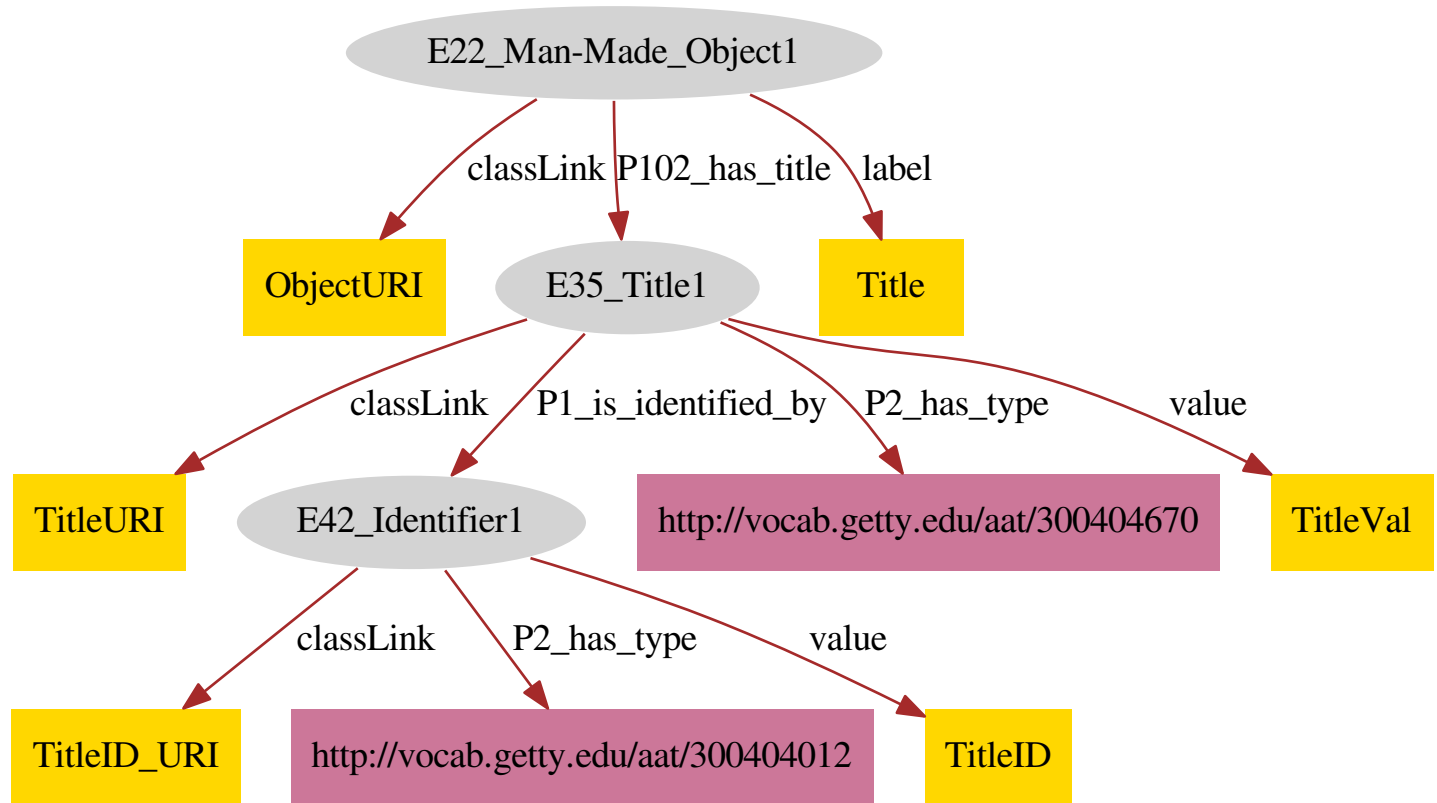 E22_Man-Made_Object1
classLink
P102_has_title
label
ObjectURI
E35_Title1
Title
classLink
P1_is_identified_by
P2_has_type
value
TitleURI
E42_Identifier1
http://vocab.getty.edu/aat/300404670
TitleVal
classLink
P2_has_type
value
TitleID_URI
http://vocab.getty.edu/aat/300404012
TitleID